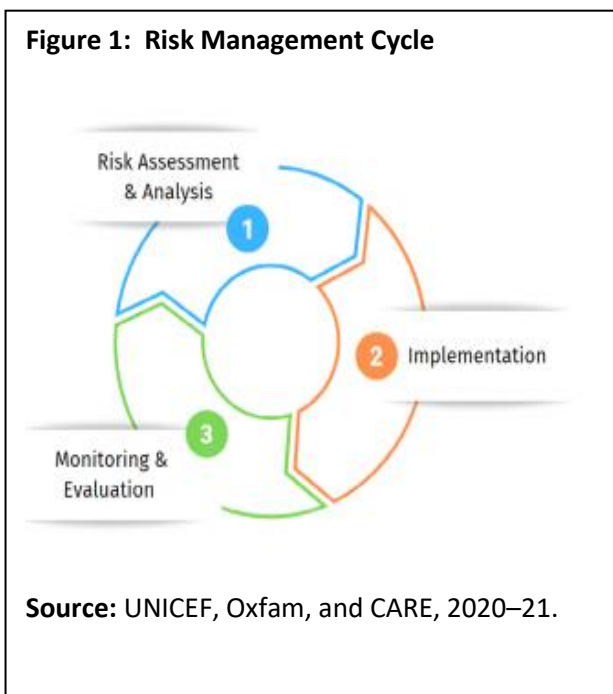 Figure 1: Risk Management Cycle
Risk Assessment
& Analysis
1
2
Implementation
3
Monitoring &
Evaluation
Source: UNICEF, Oxfam, and CARE, 2020–21.